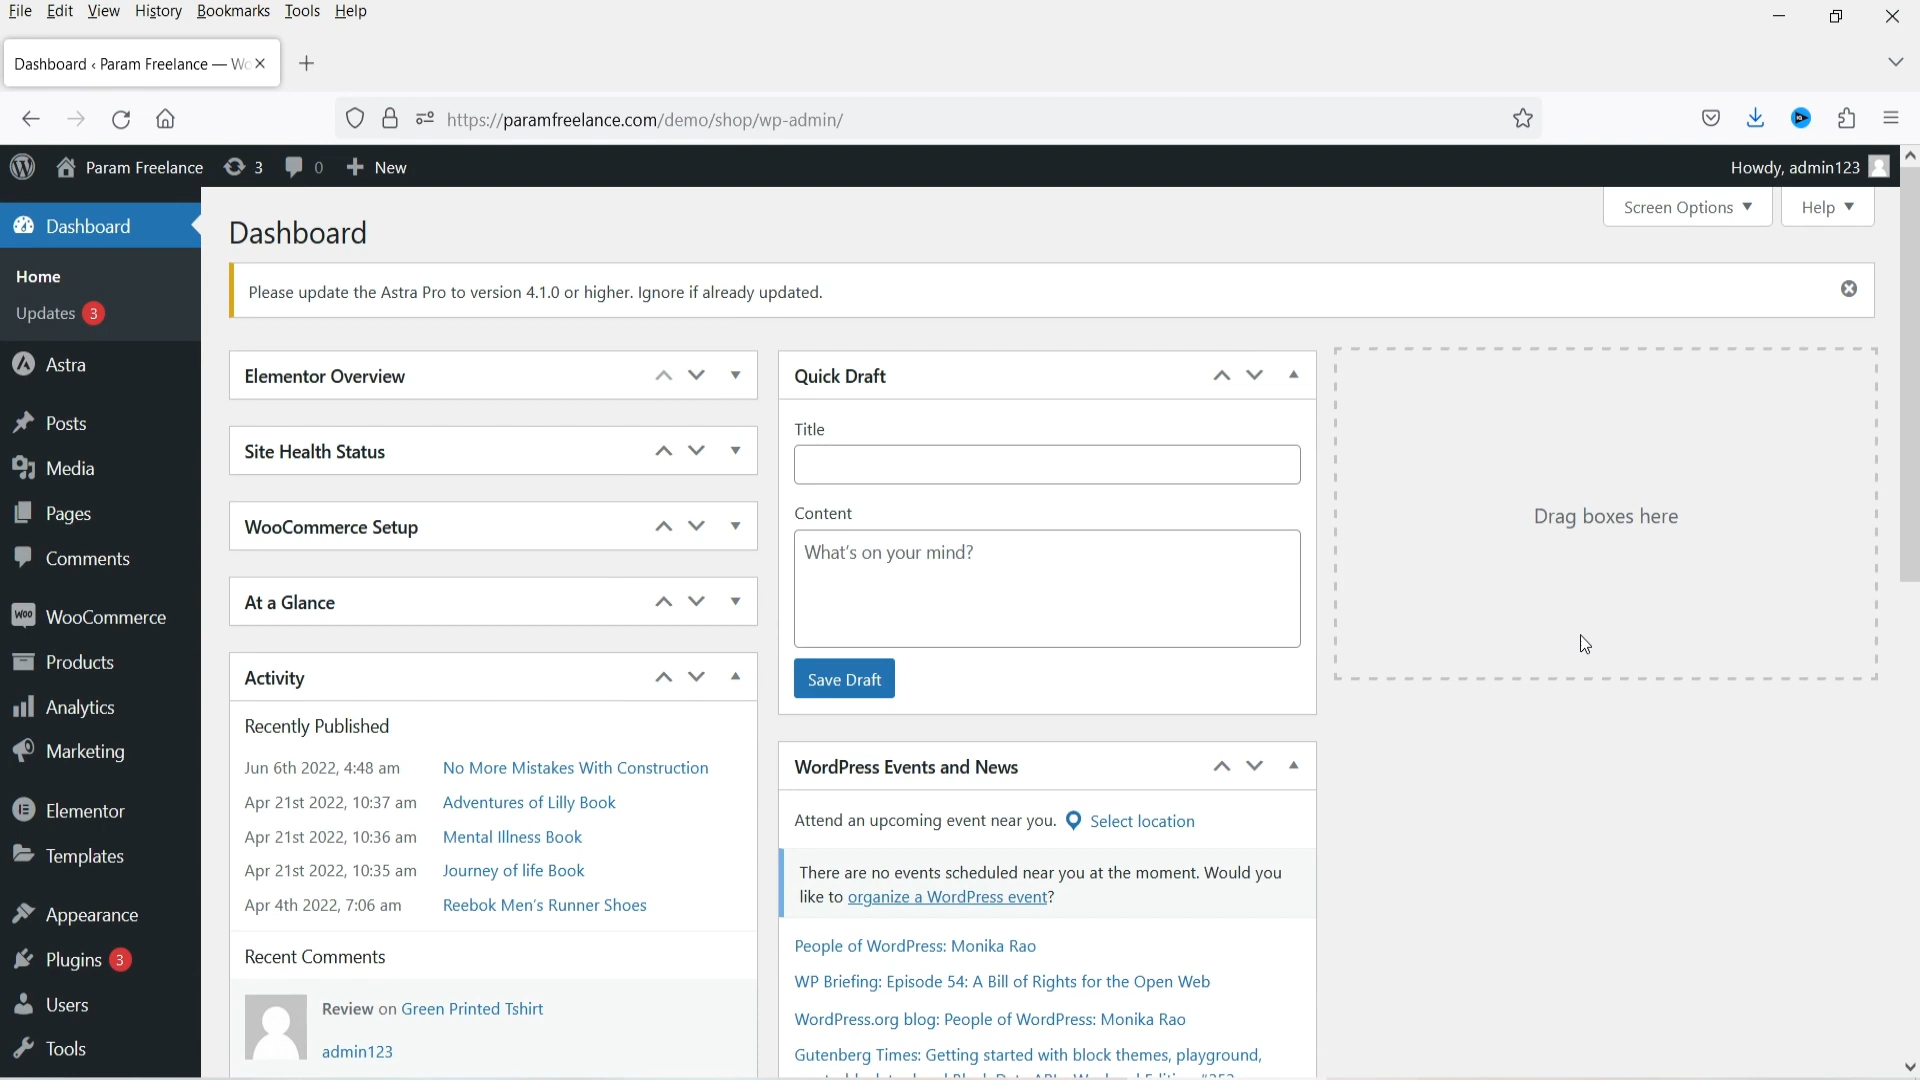 File Edit View History Bookmarks Tools Help
Dashboard ‹ Param Freelance — Wo
https://paramfreelance.com/demo/shop/wp-admin/
Param Freelance 3 0 New
Howdy, admin123
Screen Options
Help
Dashboard
Home
Updates 3
Astra
Posts
Media
Pages
Comments
WooCommerce
Products
Analytics
Marketing
Elementor
Templates
Appearance
Plugins 3
Users
Tools
Dashboard
Please update the Astra Pro to version 4.1.0 or higher. Ignore if already updated.
Elementor Overview
Site Health Status
WooCommerce Setup
At a Glance
Activity
Recently Published
Jun 6th 2022, 4:48 am No More Mistakes With Construction
Apr 21st 2022, 10:37 am Adventures of Lilly Book
Apr 21st 2022, 10:36 am Mental Illness Book
Apr 21st 2022, 10:35 am Journey of life Book
Apr 4th 2022, 7:06 am Reebok Men's Runner Shoes
Recent Comments
Review on Green Printed Tshirt
admin123
Quick Draft
Title
Content
What's on your mind?
Save Draft
WordPress Events and News
Attend an upcoming event near you. Select location
There are no events scheduled near you at the moment. Would you
like to organize a WordPress event?
People of WordPress: Monika Rao
WP Briefing: Episode 54: A Bill of Rights for the Open Web
WordPress.org blog: People of WordPress: Monika Rao
Gutenberg Times: Getting started with block themes, playground,
Drag boxes here